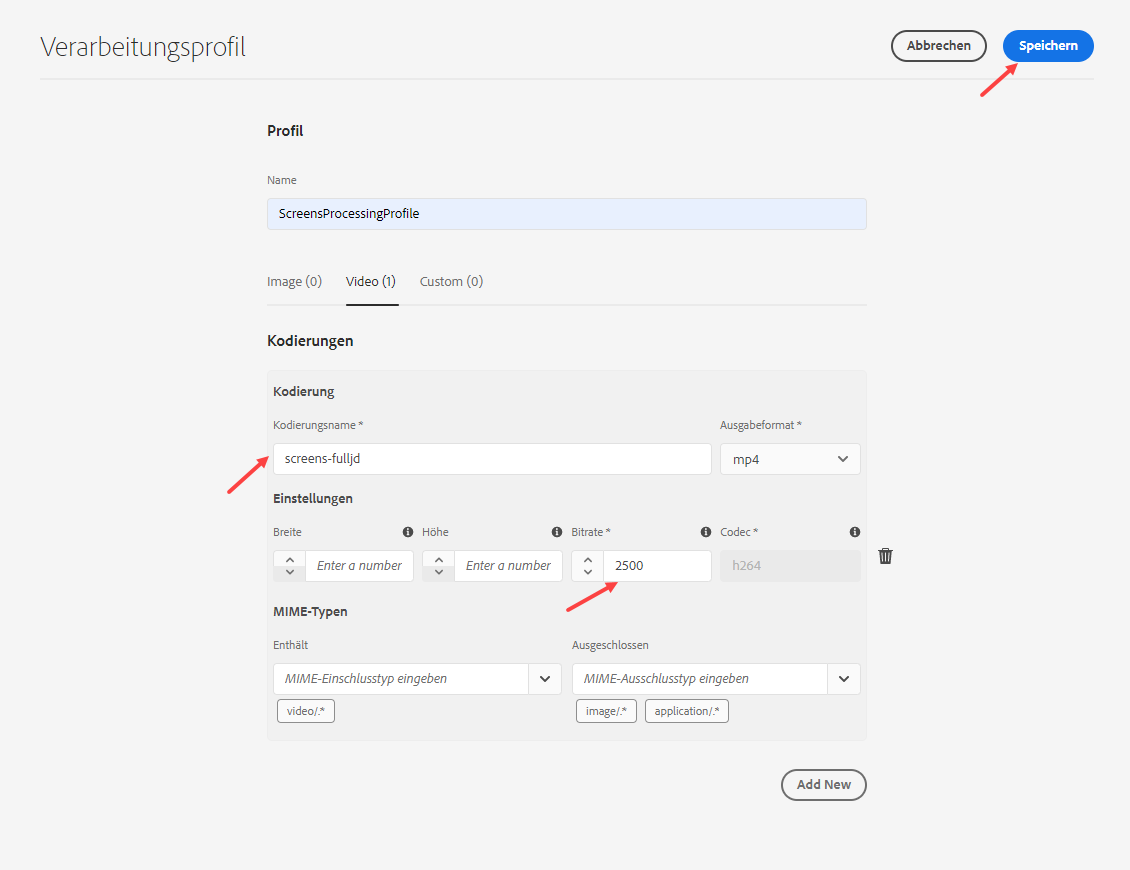 Verarbeitungsprofil
Abbrechen
Speichern
Profil
Name
ScreensProcessingProfile
Image (0) Video (1) Custom (0)
Kodierungen
Kodierung
Kodierungsname * Ausgabeformat *
screens-fulljd mp4
Einstellungen
Breite Höhe Bitrate * Codec *
Enter a number Enter a number 2500 h264
MIME-Typen
Enthält Ausgeschlossen
MIME-Einschlusstyp eingeben MIME-Ausschlusstyp eingeben
video/.* image/.* application/.*
Add New